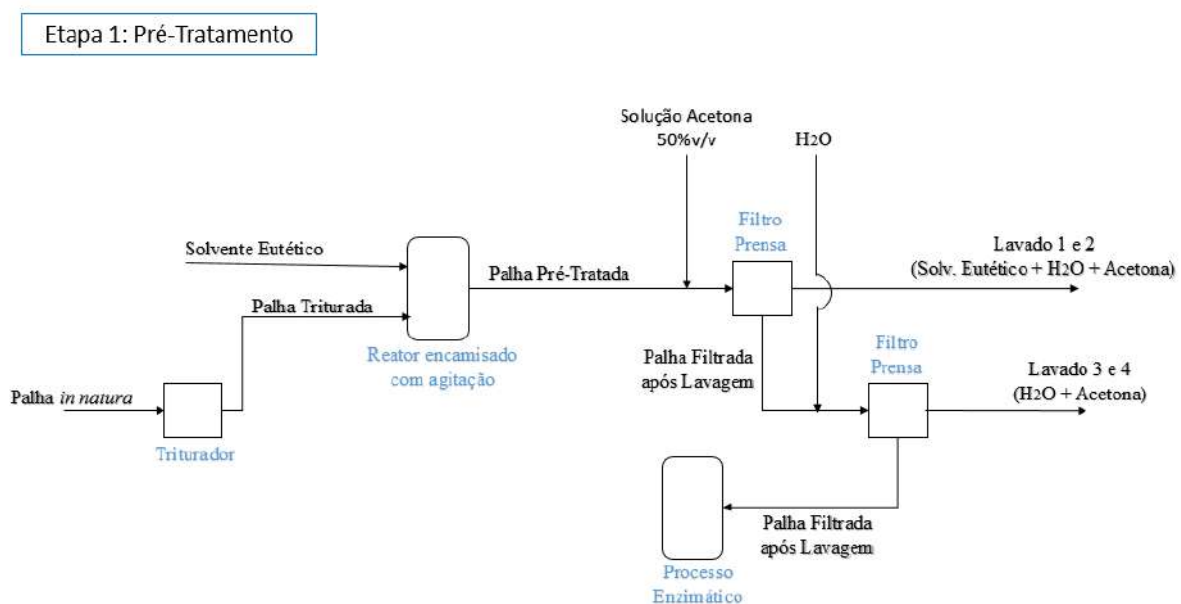 Etapa 1: Pré-Tratamento
Solução Acetona
50%v/v
H2O
Filtro
Prensa
Solvente Eutético
Lavado 1 e 2
(Solv. Eutético + H2O + Acetona)
Palha Pré-Tratada
Palha Triturada
Reator encamisado
com agitação
Palha Filtrada
após Lavagem
Filtro
Prensa
Lavado 3 e 4
(H2O + Acetona)
Palha in natura
Triturador
Palha Filtrada
após Lavagem
Processo
Enzimático